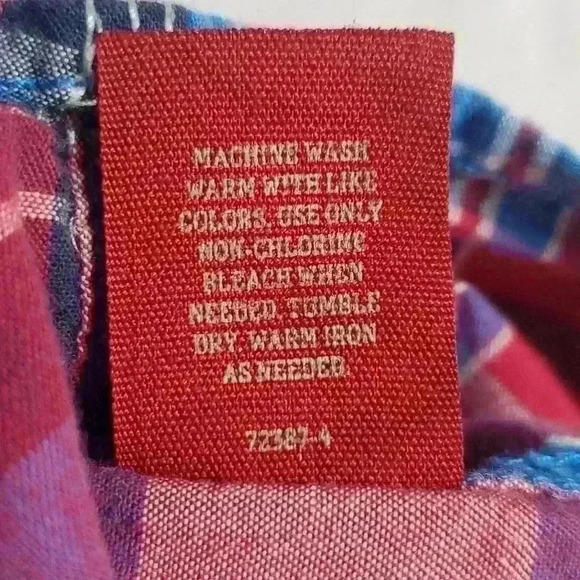 MACHINE WASH
WARM WITH LIKE
COLORS. USE ONLY
NON-CHLORINE
BLEACH WHEN
NEEDED. TUMBLE
DRY. WARM IRON
AS NEEDED.
72387-4